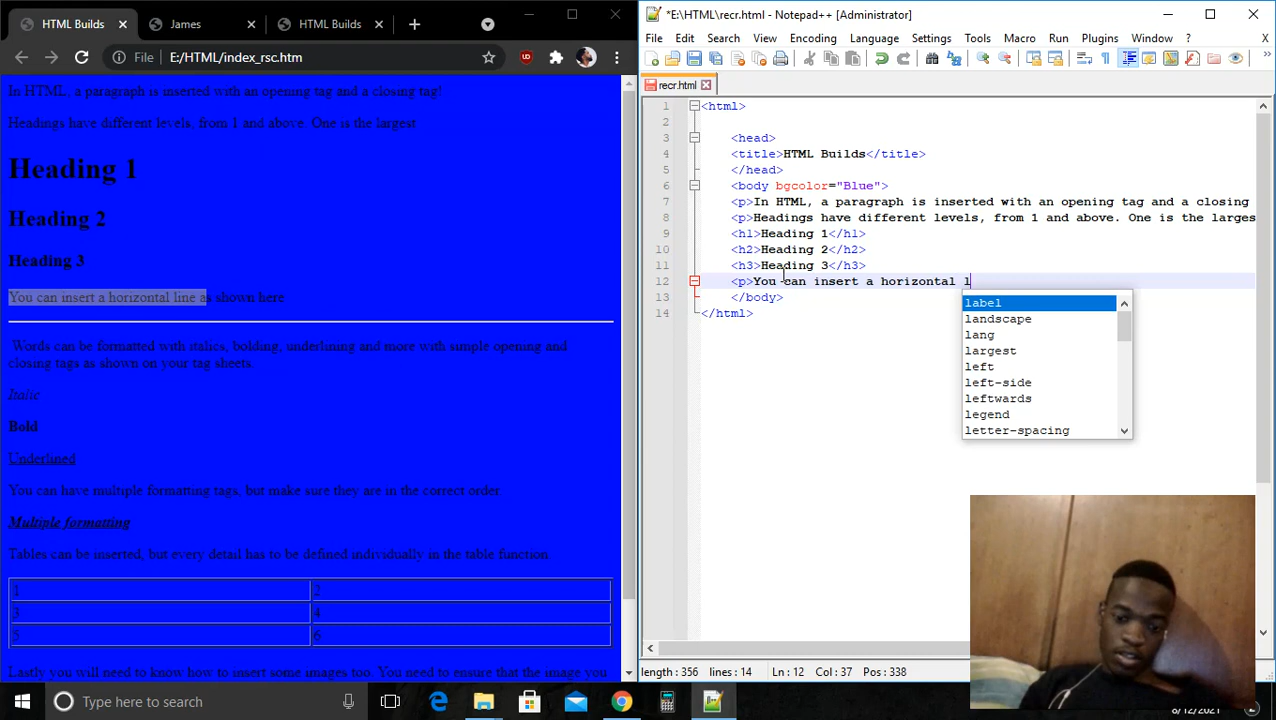 HTML Builds
James
HTML Builds
File
E:/HTML/index_rsc.htm
In HTML, a paragraph is inserted with an opening tag and a closing tag!
Headings have different levels, from 1 and above. One is the largest
Heading 1
Heading 2
Heading 3
You can insert a horizontal line as shown here
Words can be formatted with italics, bolding, underlining and more with simple opening and
closing tags as shown on your tag sheets.
Italic
Bold
Underlined
You can have multiple formatting tags, but make sure they are in the correct order.
Multiple formatting
Tables can be inserted, but every detail has to be defined individually in the table function.
1 2
3 4
5 6
Lastly you will need to know how to insert some images too. You need to ensure that the image you
*E:\HTML\recr.html - Notepad++ [Administrator]
File Edit Search View Encoding Language Settings Tools Macro Run Plugins Window ? X
recr.html
1 <html>
2
3 <head>
4 <title>HTML Builds</title>
5 </head>
6 <body bgcolor="Blue">
7 <p>In HTML, a paragraph is inserted with an opening tag and a closing
8 <p>Headings have different levels, from 1 and above. One is the larges
9 <h1>Heading 1</h1>
10 <h2>Heading 2</h2>
11 <h3>Heading 3</h3>
12 <p>You can insert a horizontal l
13 </body>
14 </html>
label
landscape
lang
largest
left
left-side
leftwards
legend
letter-spacing
length : 356 lines : 14 Ln : 12 Col : 37 Pos : 338
Type here to search
8/12/2021
2